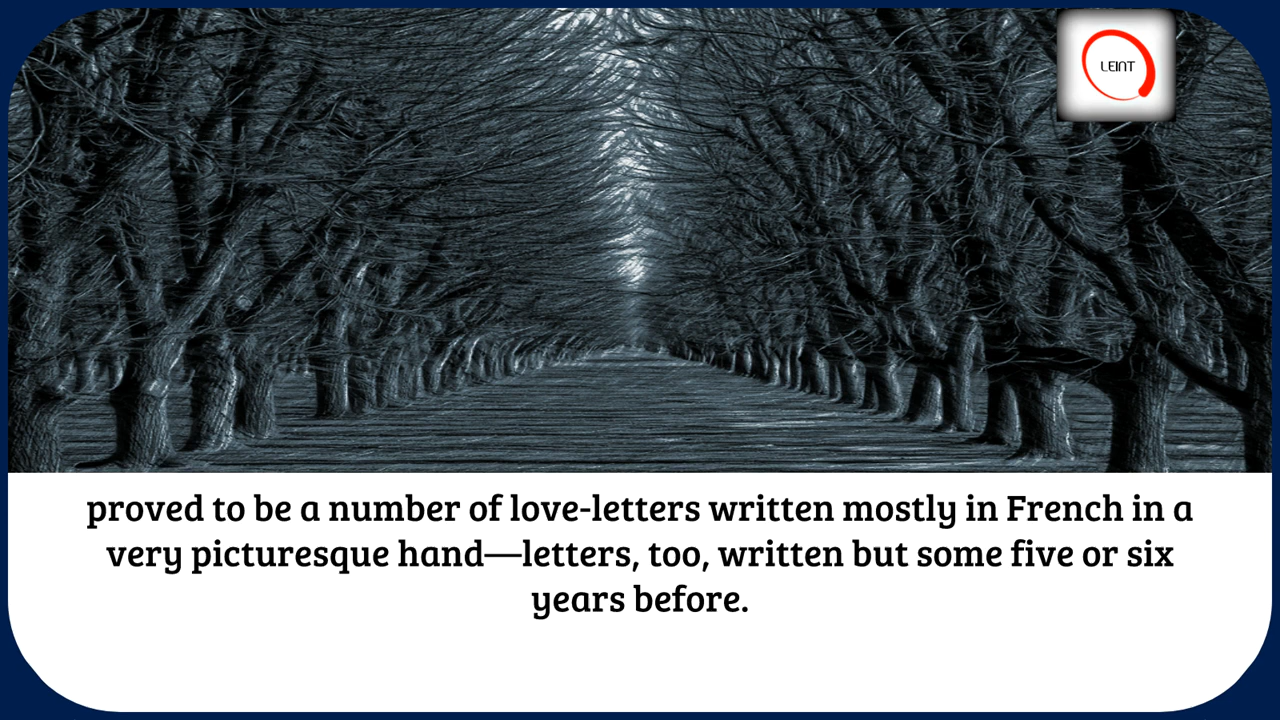 LEINT
proved to be a number of love-letters written mostly in French in a
very picturesque hand—letters, too, written but some five or six
years before.